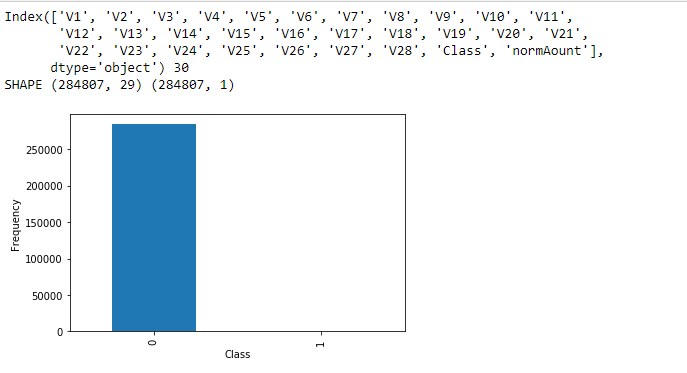 Index(['V1', 'V2', 'V3', 'V4', 'V5', 'V6', 'V7', 'V8', 'V9', 'V10', 'V11',
'V12', 'V13', 'V14', 'V15', 'V16', 'V17', 'V18', 'V19', 'V20', 'V21',
'V22', 'V23', 'V24', 'V25', 'V26', 'V27', 'V28', 'Class', 'normAount'],
dtype='object') 30
SHAPE (284807, 29) (284807, 1)
250000
200000
150000
100000
50000
0
Frequency
0
1
Class